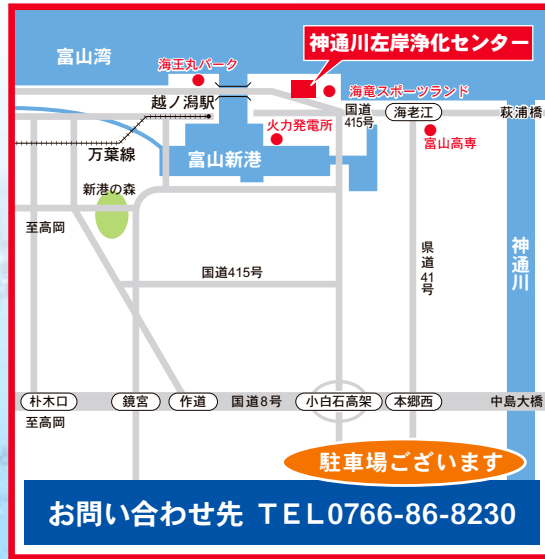 富山湾
神通川左岸浄化センター
海王丸パーク
海竜スポーツランド
越ノ潟駅
国道
415号
海老江
萩浦橋
火力発電所
富山高専
万葉線
富山新港
新港の森
至高岡
県道41号
神通川
国道415号
朴木口
鏡宮
作道
国道8号
小白石高架
本郷西
中島大橋
至高岡
駐車場ございます
お問い合わせ先 TEL0766-86-8230